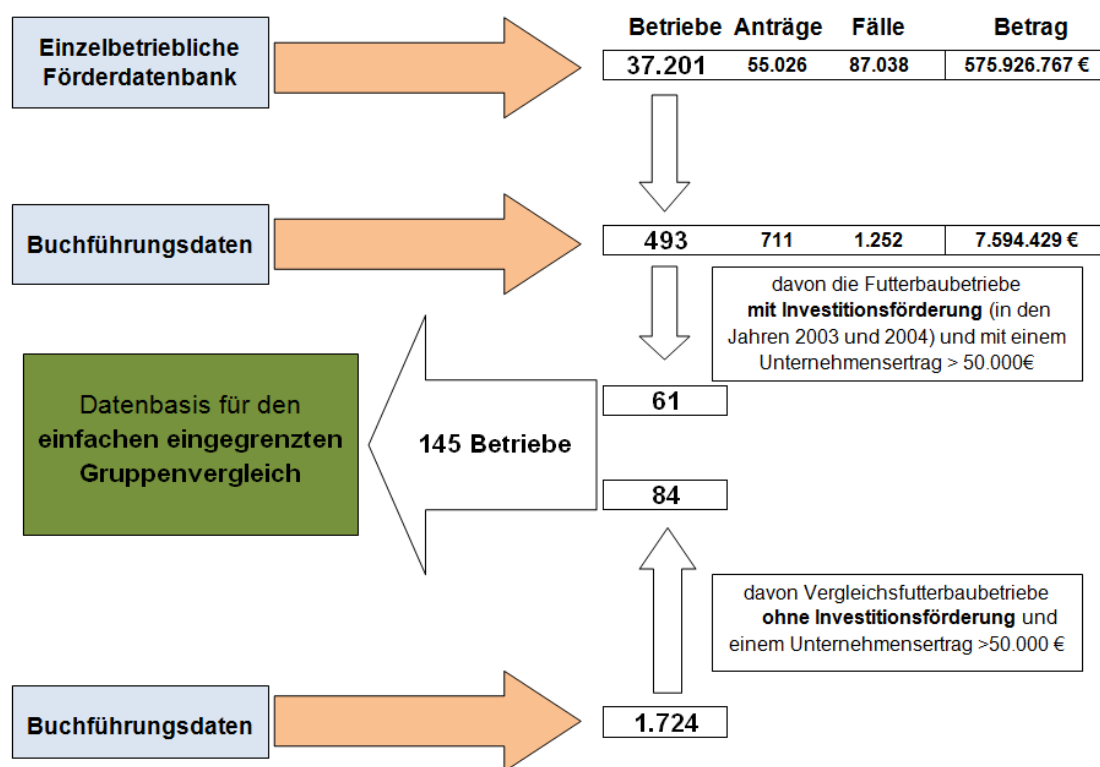 Betriebe Anträge Fälle Betrag
Einzelbetriebliche
Förderdatenbank
37.201 55.026 87.038 575.926.767 €
Buchführungsdaten
493 711 1.252 7.594.429 €
davon die Futterbaubetriebe
mit Investitionsförderung (in den
Jahren 2003 und 2004) und mit einem
Unternehmensertrag > 50.000€
61
Datenbasis für den
einfachen eingegrenzten
Gruppenvergleich
145 Betriebe
84
davon Vergleichsfutterbaubetriebe
ohne Investitionsförderung und
einem Unternehmensertrag >50.000 €
Buchführungsdaten
1.724